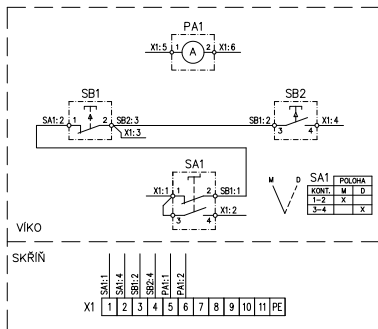 PA1
X1:5 1 A 2 X1:6
SB1
SB2
SA1:2 1 2 SB2:3
X1:3
SB1:2 3 4 X1:4
SA1
X1:1 1 2 SB1:1
3 4 X1:2
M D
SA1 POLOHA
KONT. M D
1-2 X
3-4 X
VÍKO
SKŘÍŇ
SA1:1
SA1:4
SB1:2
SB2:4
PA1:1
PA1:2
X1 1 2 3 4 5 6 7 8 9 10 11 PE